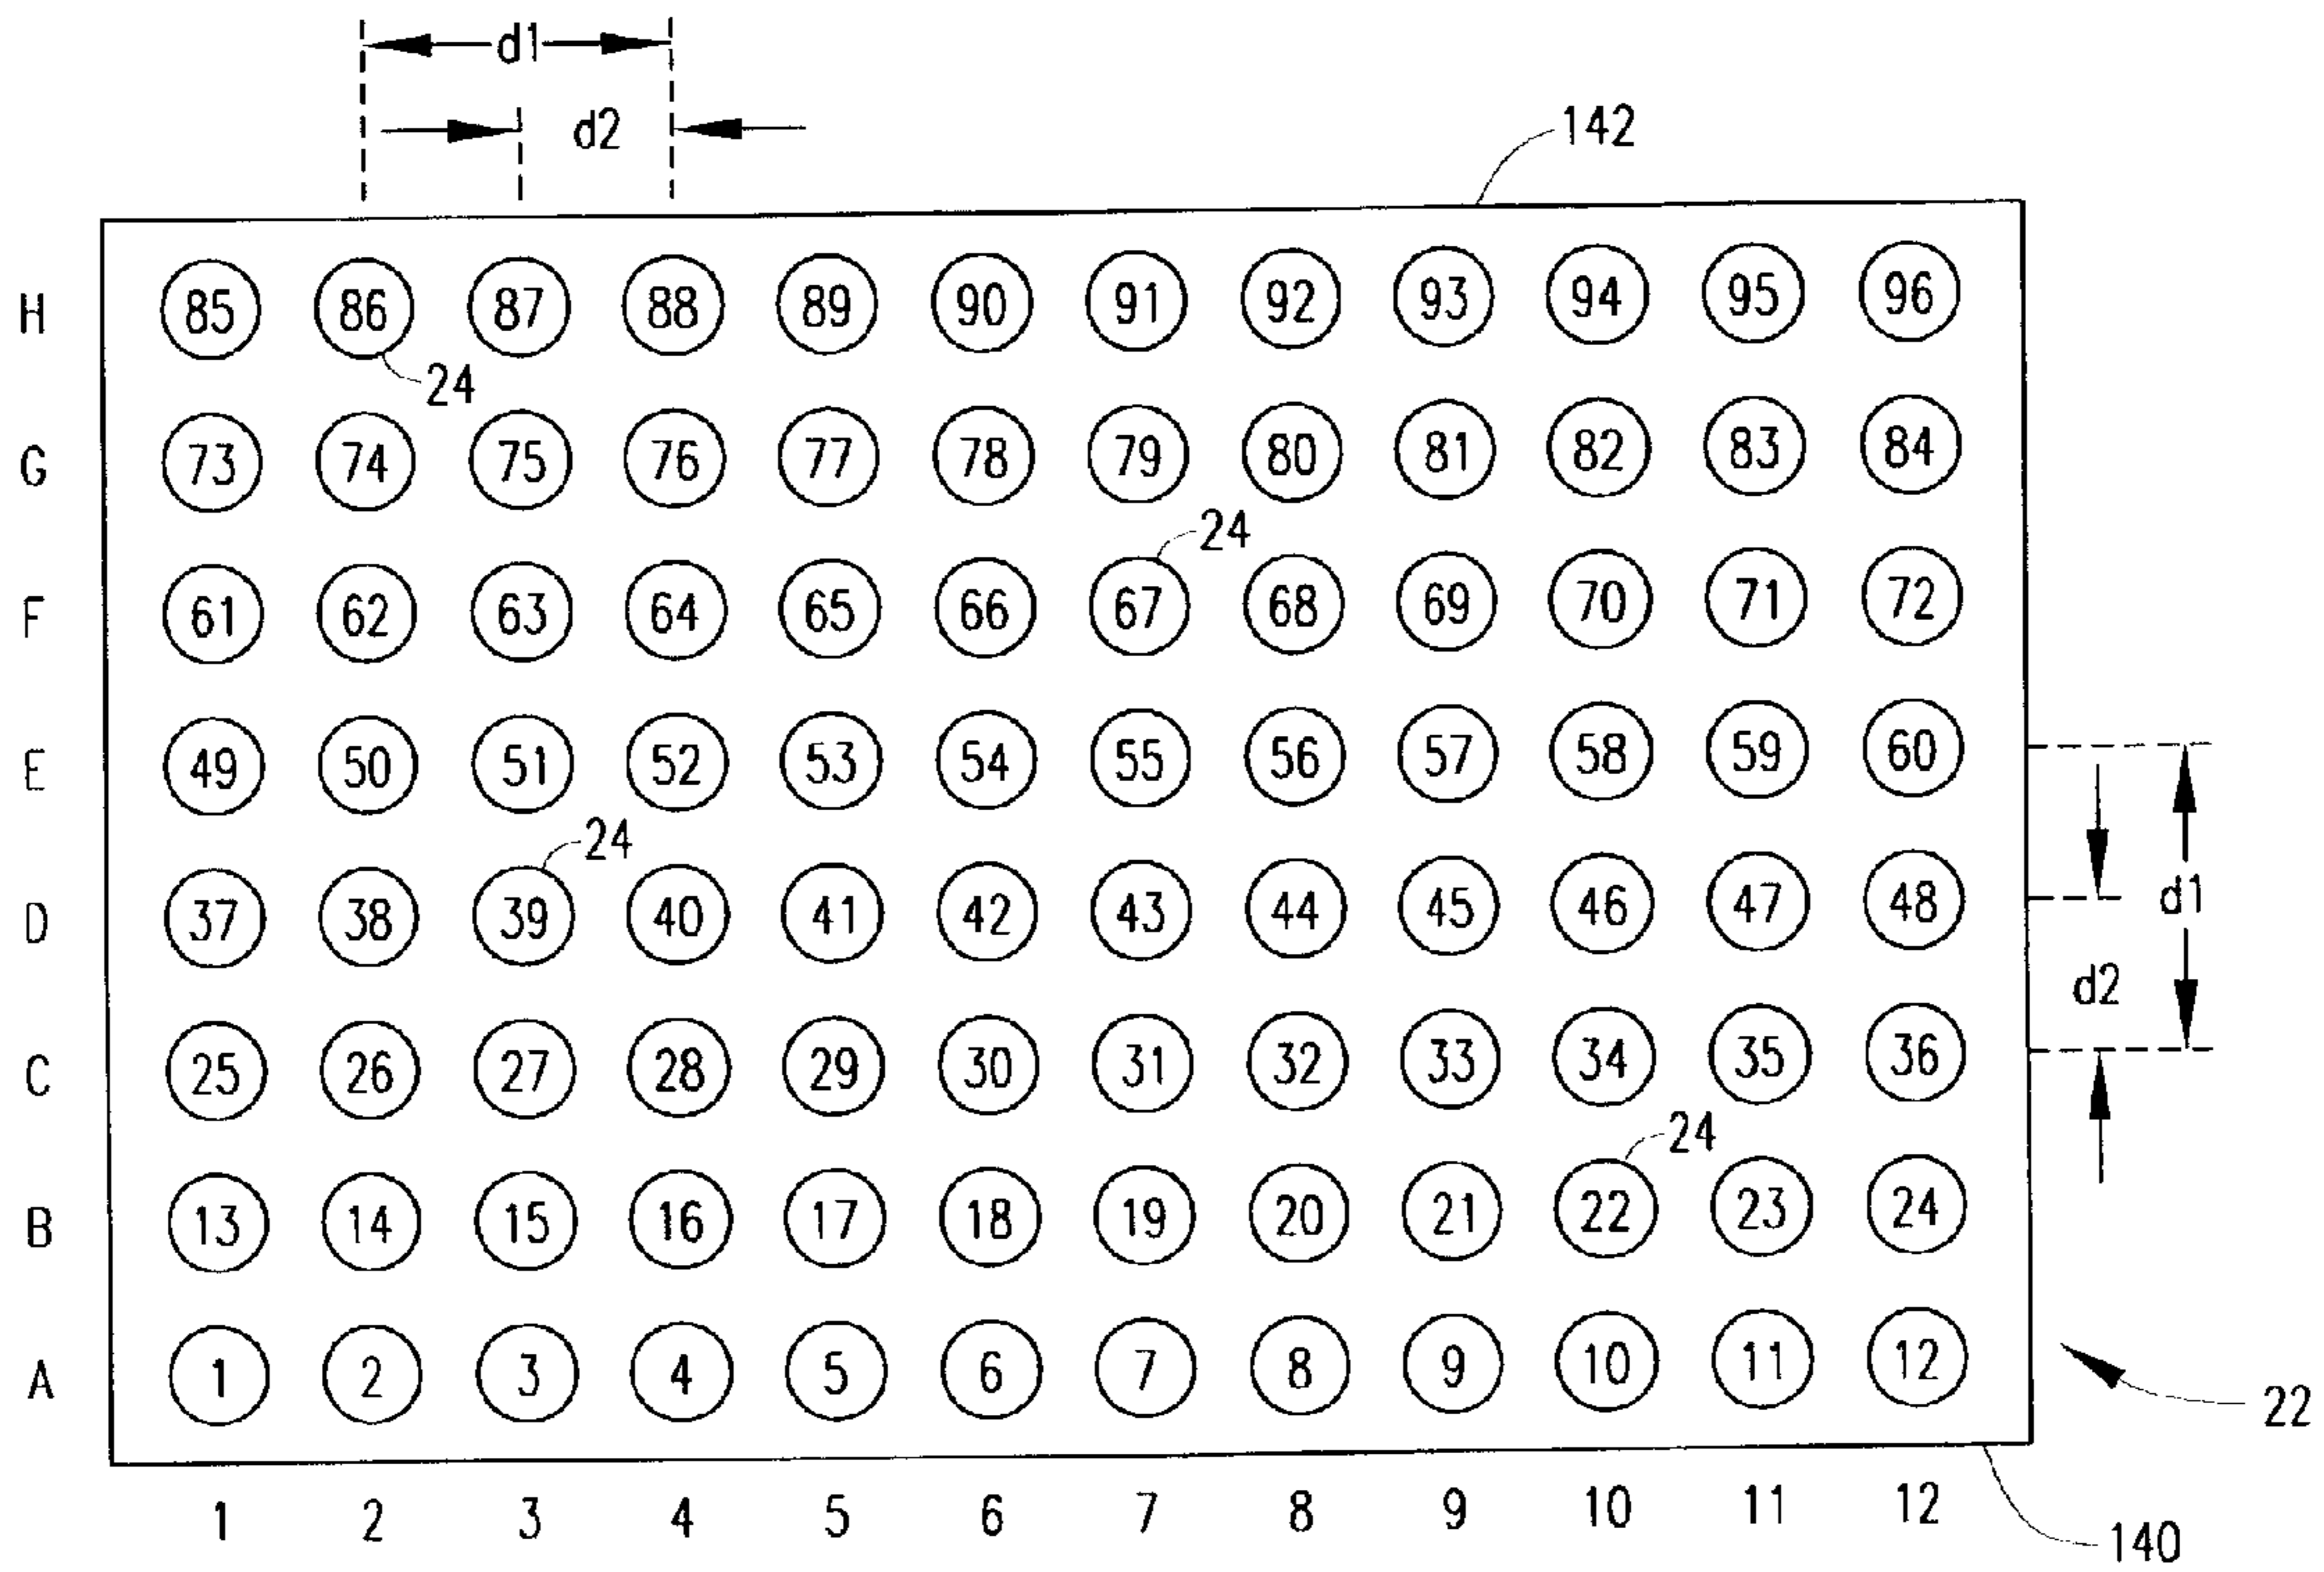 d1
d2
142
H 85 86 87 88 89 90 91 92 93 94 95 96
24
G 73 74 75 76 77 78 79 80 81 82 83 84
24
F 61 62 63 64 65 66 67 68 69 70 71 72
E 49 50 51 52 53 54 55 56 57 58 59 60
24
D 37 38 39 40 41 42 43 44 45 46 47 48 d1
d2
C 25 26 27 28 29 30 31 32 33 34 35 36
24
B 13 14 15 16 17 18 19 20 21 22 23 24
A 1 2 3 4 5 6 7 8 9 10 11 12
22
1 2 3 4 5 6 7 8 9 10 11 12
140